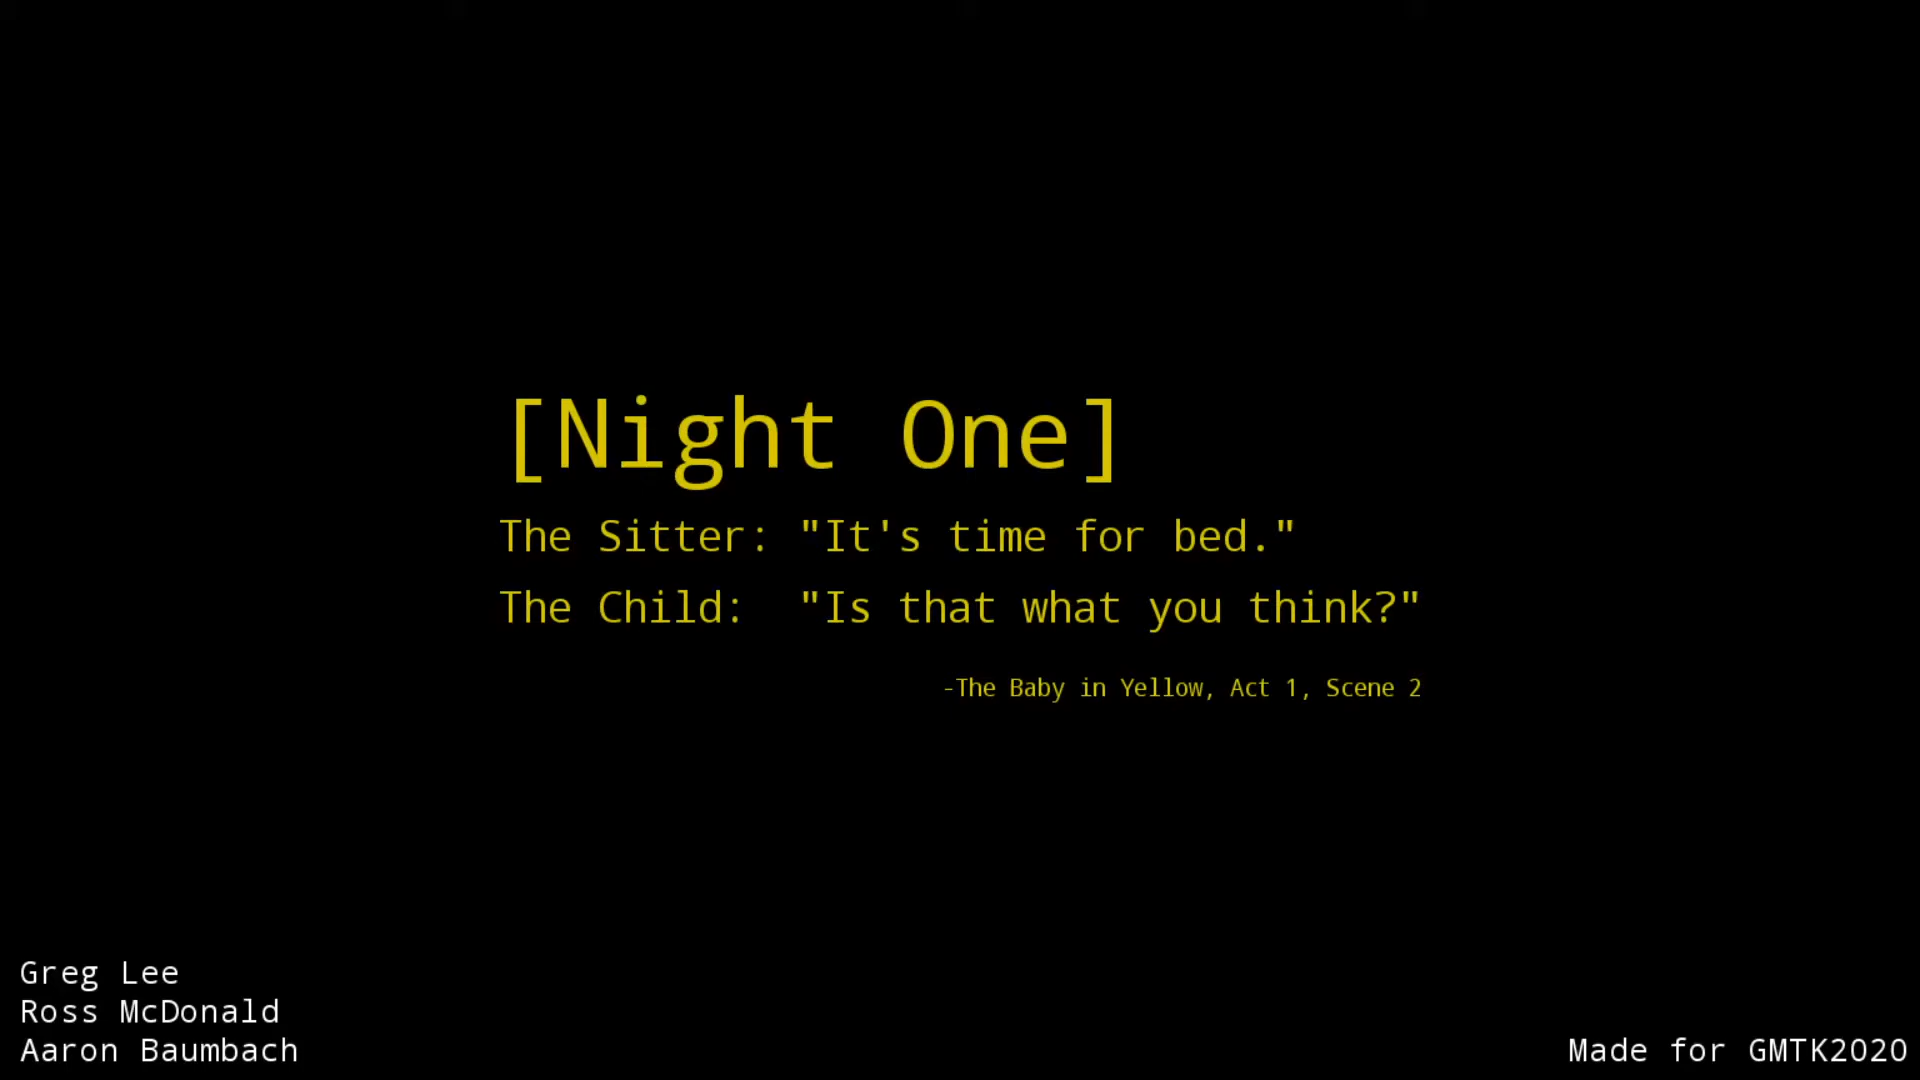 [Night One]
The Sitter: "It's time for bed."
The Child:  "Is that what you think?"
-The Baby in Yellow, Act 1, Scene 2
Greg Lee
Ross McDonald
Aaron Baumbach
Made for GMTK2020